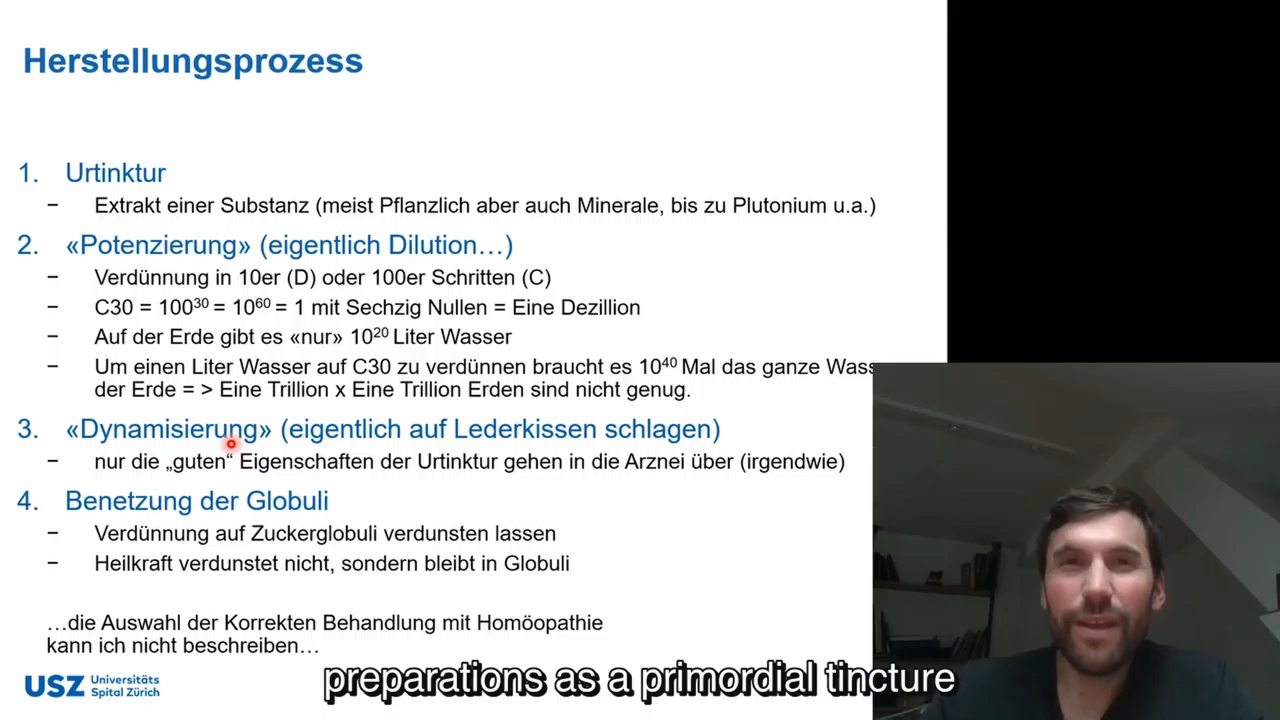 Herstellungsprozess
1. Urtinktur
− Extrakt einer Substanz (meist Pflanzlich aber auch Minerale, bis zu Plutonium u.a.)
2. «Potenzierung» (eigentlich Dilution…)
− Verdünnung in 10er (D) oder 100er Schritten (C)
− C30 = 100³⁰ = 10⁶⁰ = 1 mit Sechzig Nullen = Eine Dezillion
− Auf der Erde gibt es «nur» 10²⁰ Liter Wasser
− Um einen Liter Wasser auf C30 zu verdünnen braucht es 10⁴⁰ Mal das ganze Wass
der Erde = > Eine Trillion x Eine Trillion Erden sind nicht genug.
3. «Dynamisierung» (eigentlich auf Lederkissen schlagen)
− nur die „guten“ Eigenschaften der Urtinktur gehen in die Arznei über (irgendwie)
4. Benetzung der Globuli
− Verdünnung auf Zuckerglobuli verdunsten lassen
− Heilkraft verdunstet nicht, sondern bleibt in Globuli
…die Auswahl der Korrekten Behandlung mit Homöopathie
kann ich nicht beschreiben…
USZ Universitäts
Spital Zürich
preparations as a primordial tincture